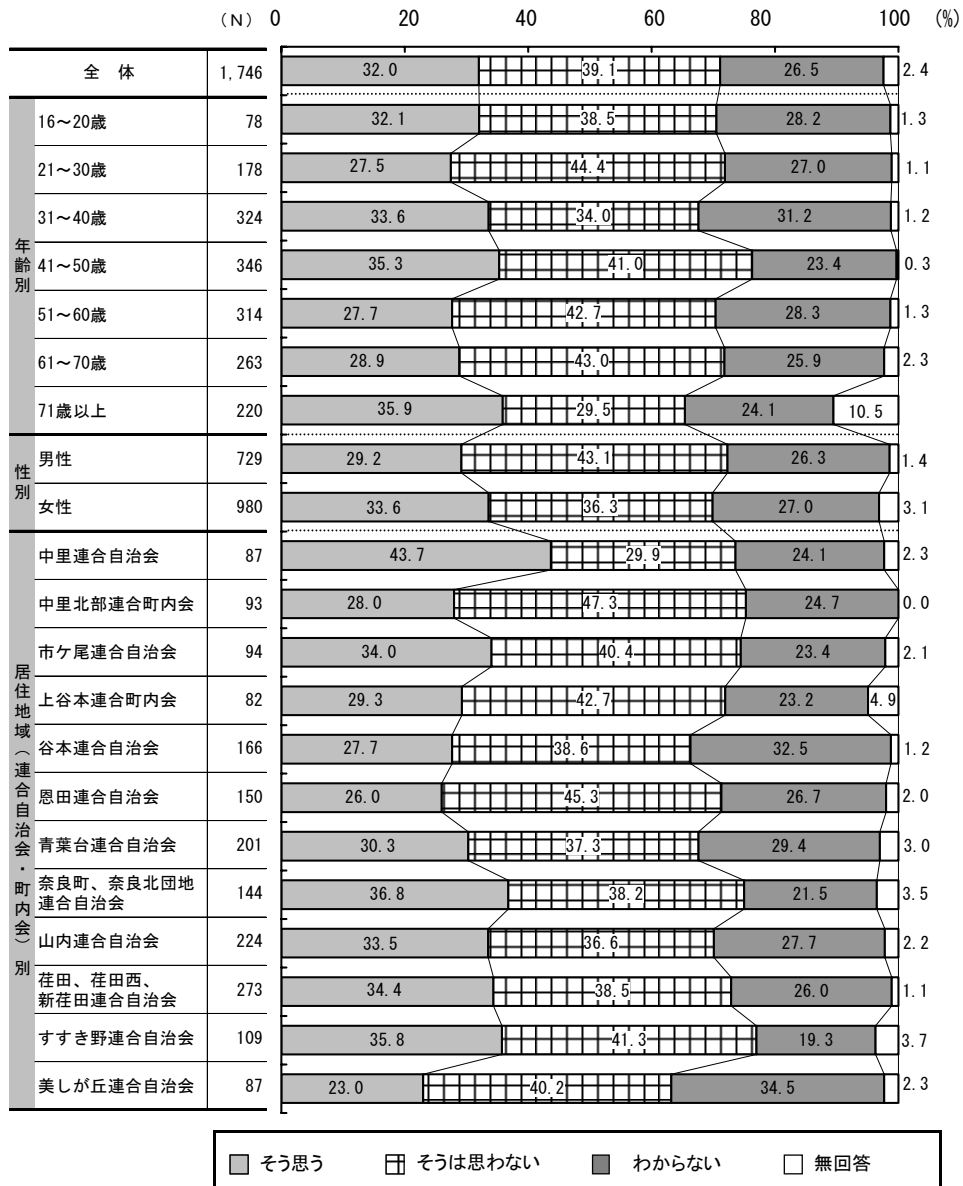 （Ｎ） 0 20 40 60 80 100 (%)
全　体 1,746 32.0 39.1 26.5 2.4
年齢別
16～20歳 78 32.1 38.5 28.2 1.3
21～30歳 178 27.5 44.4 27.0 1.1
31～40歳 324 33.6 34.0 31.2 1.2
41～50歳 346 35.3 41.0 23.4 0.3
51～60歳 314 27.7 42.7 28.3 1.3
61～70歳 263 28.9 43.0 25.9 2.3
71歳以上 220 35.9 29.5 24.1 10.5
性別
男性 729 29.2 43.1 26.3 1.4
女性 980 33.6 36.3 27.0 3.1
居住地域（連合自治会・町内会）別
中里連合自治会 87 43.7 29.9 24.1 2.3
中里北部連合町内会 93 28.0 47.3 24.7 0.0
市ケ尾連合自治会 94 34.0 40.4 23.4 2.1
上谷本連合町内会 82 29.3 42.7 23.2 4.9
谷本連合自治会 166 27.7 38.6 32.5 1.2
恩田連合自治会 150 26.0 45.3 26.7 2.0
青葉台連合自治会 201 30.3 37.3 29.4 3.0
奈良町、奈良北団地
連合自治会 144 36.8 38.2 21.5 3.5
山内連合自治会 224 33.5 36.6 27.7 2.2
荏田、荏田西、
新荏田連合自治会 273 34.4 38.5 26.0 1.1
すすき野連合自治会 109 35.8 41.3 19.3 3.7
美しが丘連合自治会 87 23.0 40.2 34.5 2.3
そう思う そうは思わない わからない 無回答